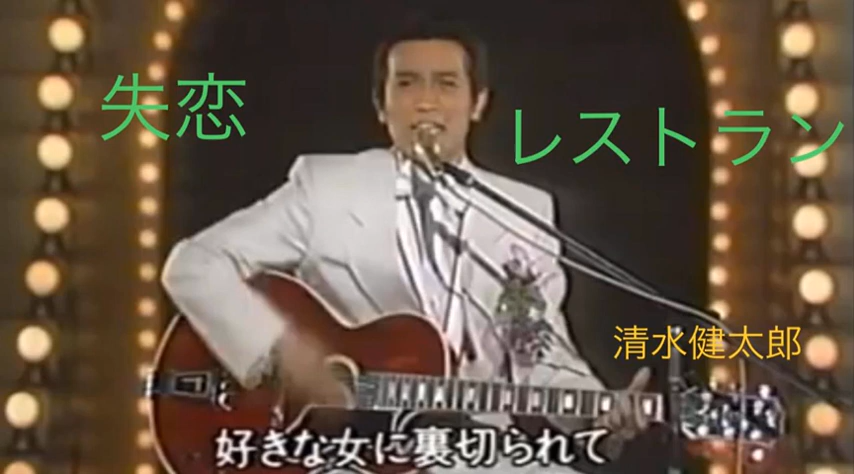 失恋
レストラン
清水健太郎
好きな女に裏切られて